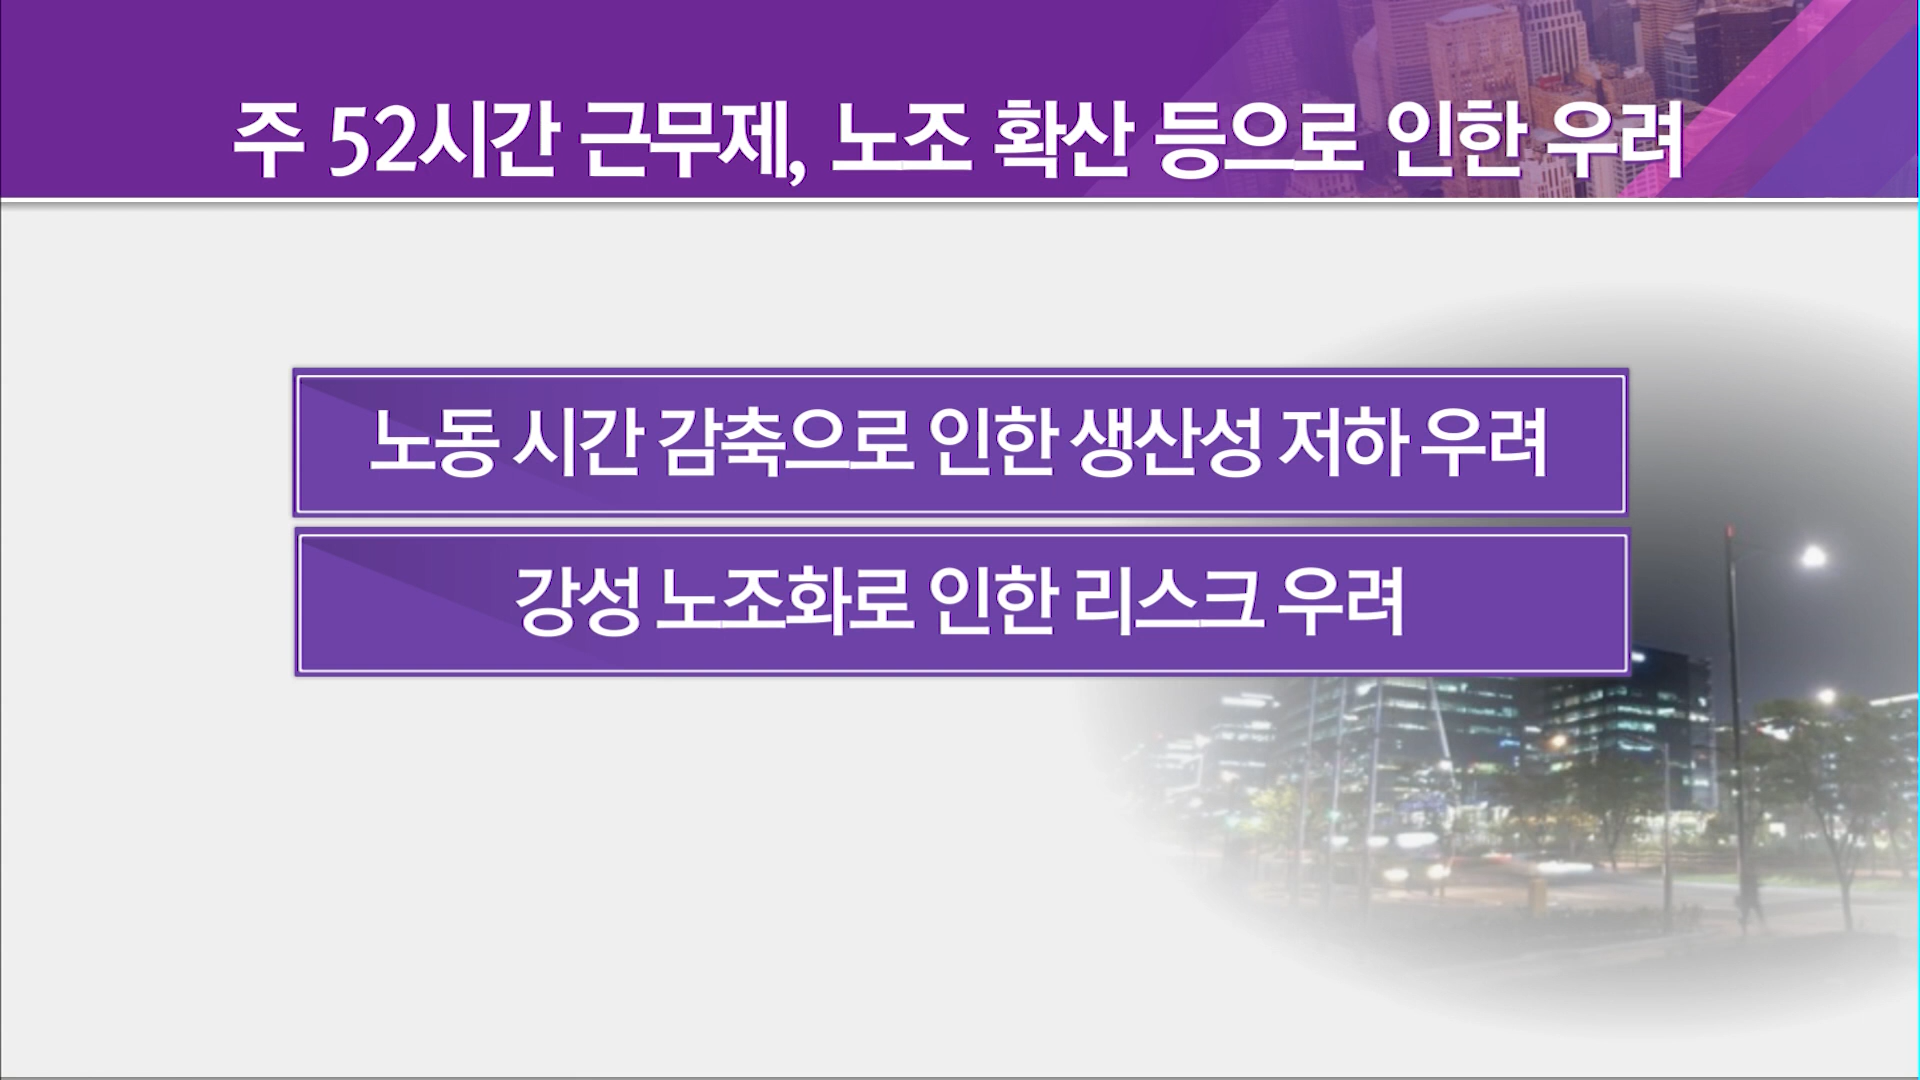 주 52시간 근무제, 노조 확산 등으로 인한 우려
노동 시간 감축으로 인한 생산성 저하 우려
강성 노조화로 인한 리스크 우려